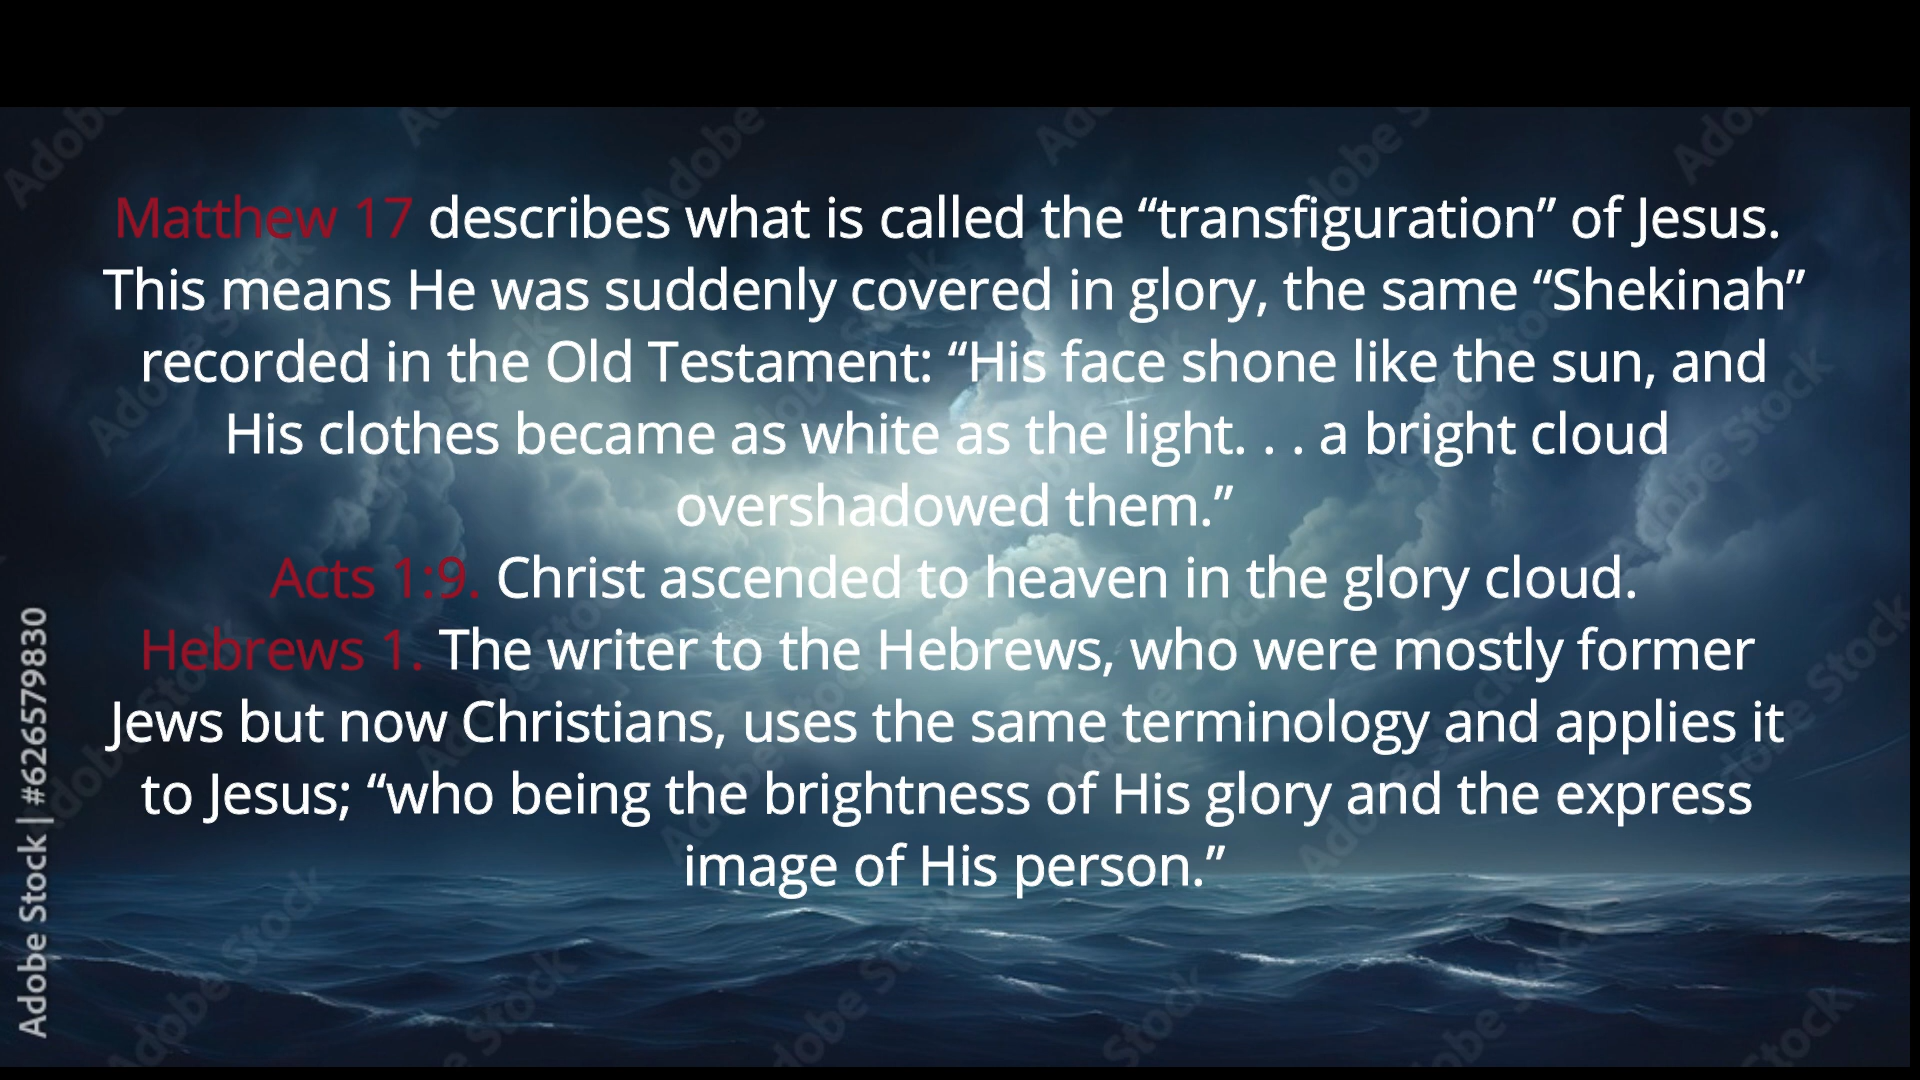 Matthew 17 describes what is called the “transfiguration” of Jesus.
This means He was suddenly covered in glory, the same “Shekinah”
recorded in the Old Testament: “His face shone like the sun, and
His clothes became as white as the light. . . a bright cloud
overshadowed them.”
Acts 1:9. Christ ascended to heaven in the glory cloud.
Hebrews 1. The writer to the Hebrews, who were mostly former
Jews but now Christians, uses the same terminology and applies it
to Jesus; “who being the brightness of His glory and the express
image of His person.”
Adobe Stock | #626579830